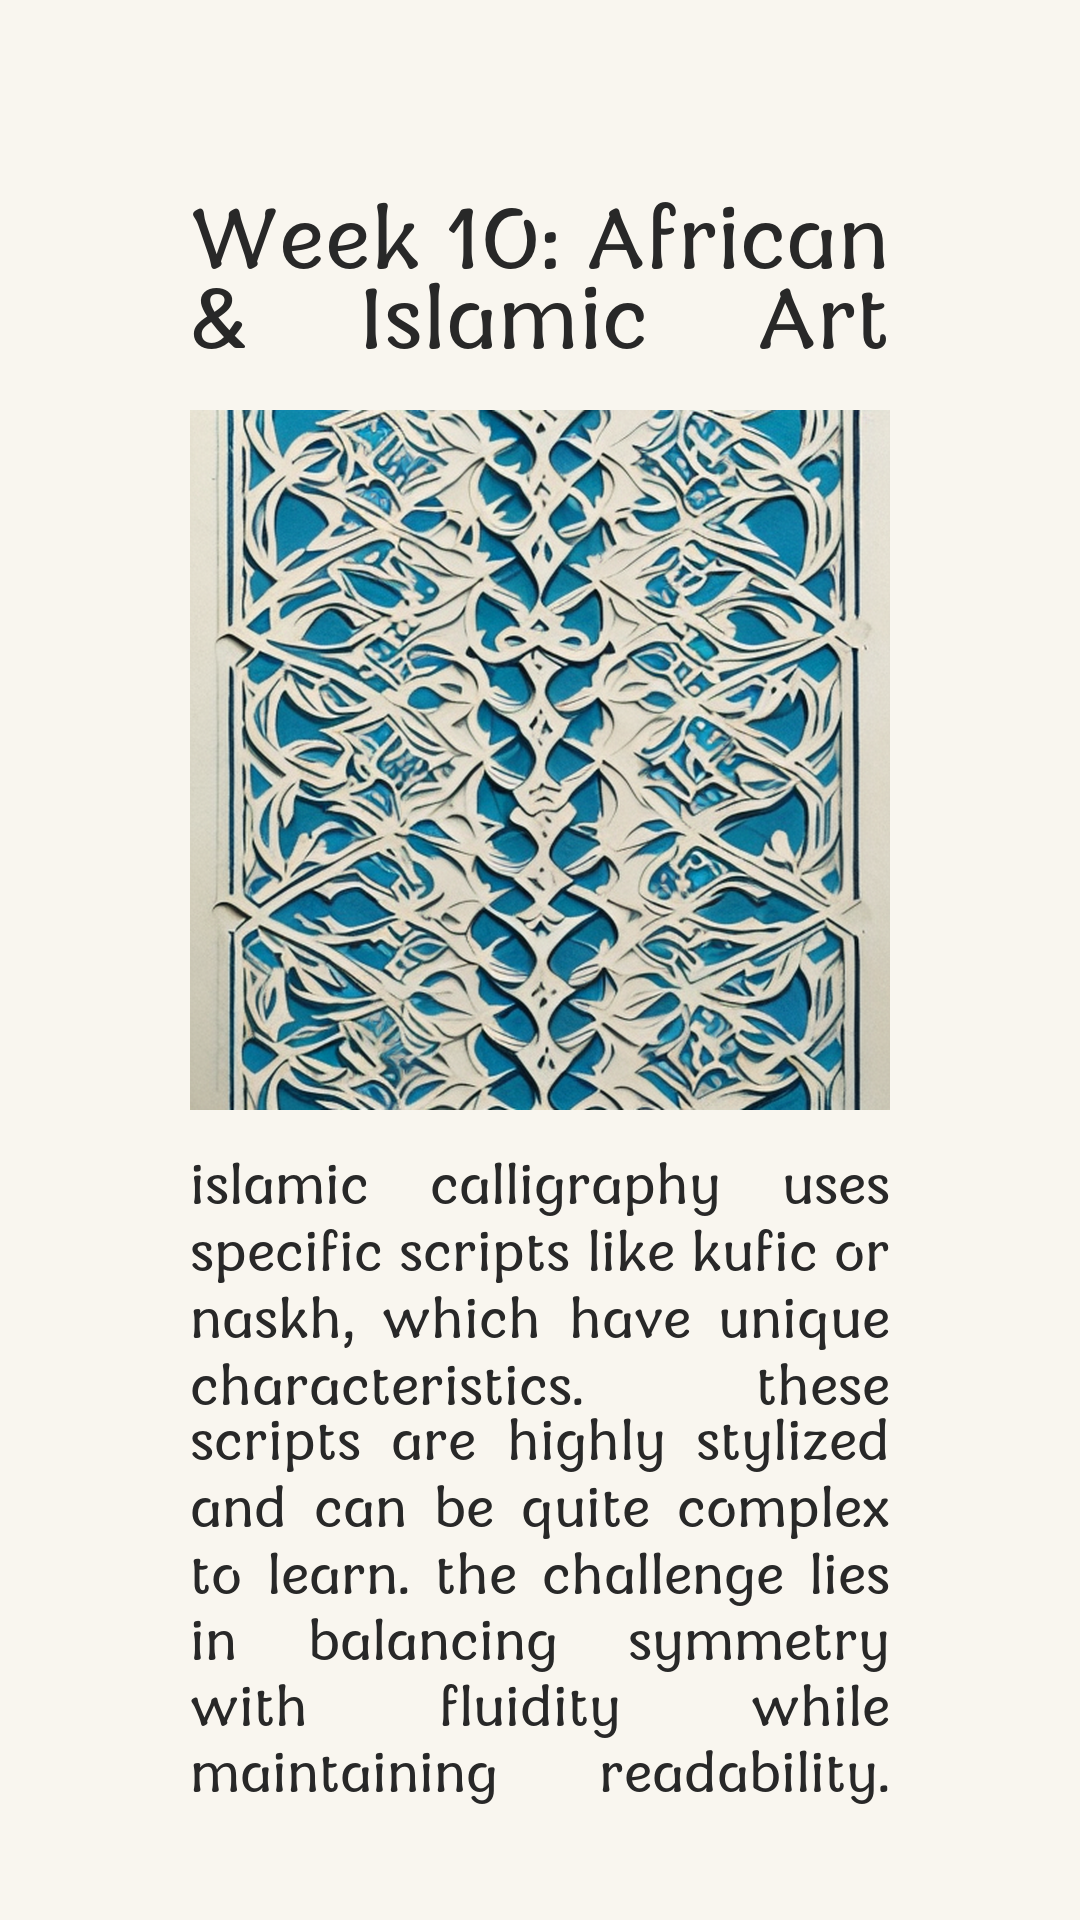 Week 10: African
& Islamic Art
islamic calligraphy uses
specific scripts like kufic or
naskh, which have unique
characteristics. these
scripts are highly stylized
and can be quite complex
to learn. the challenge lies
in balancing symmetry
with fluidity while
maintaining readability.